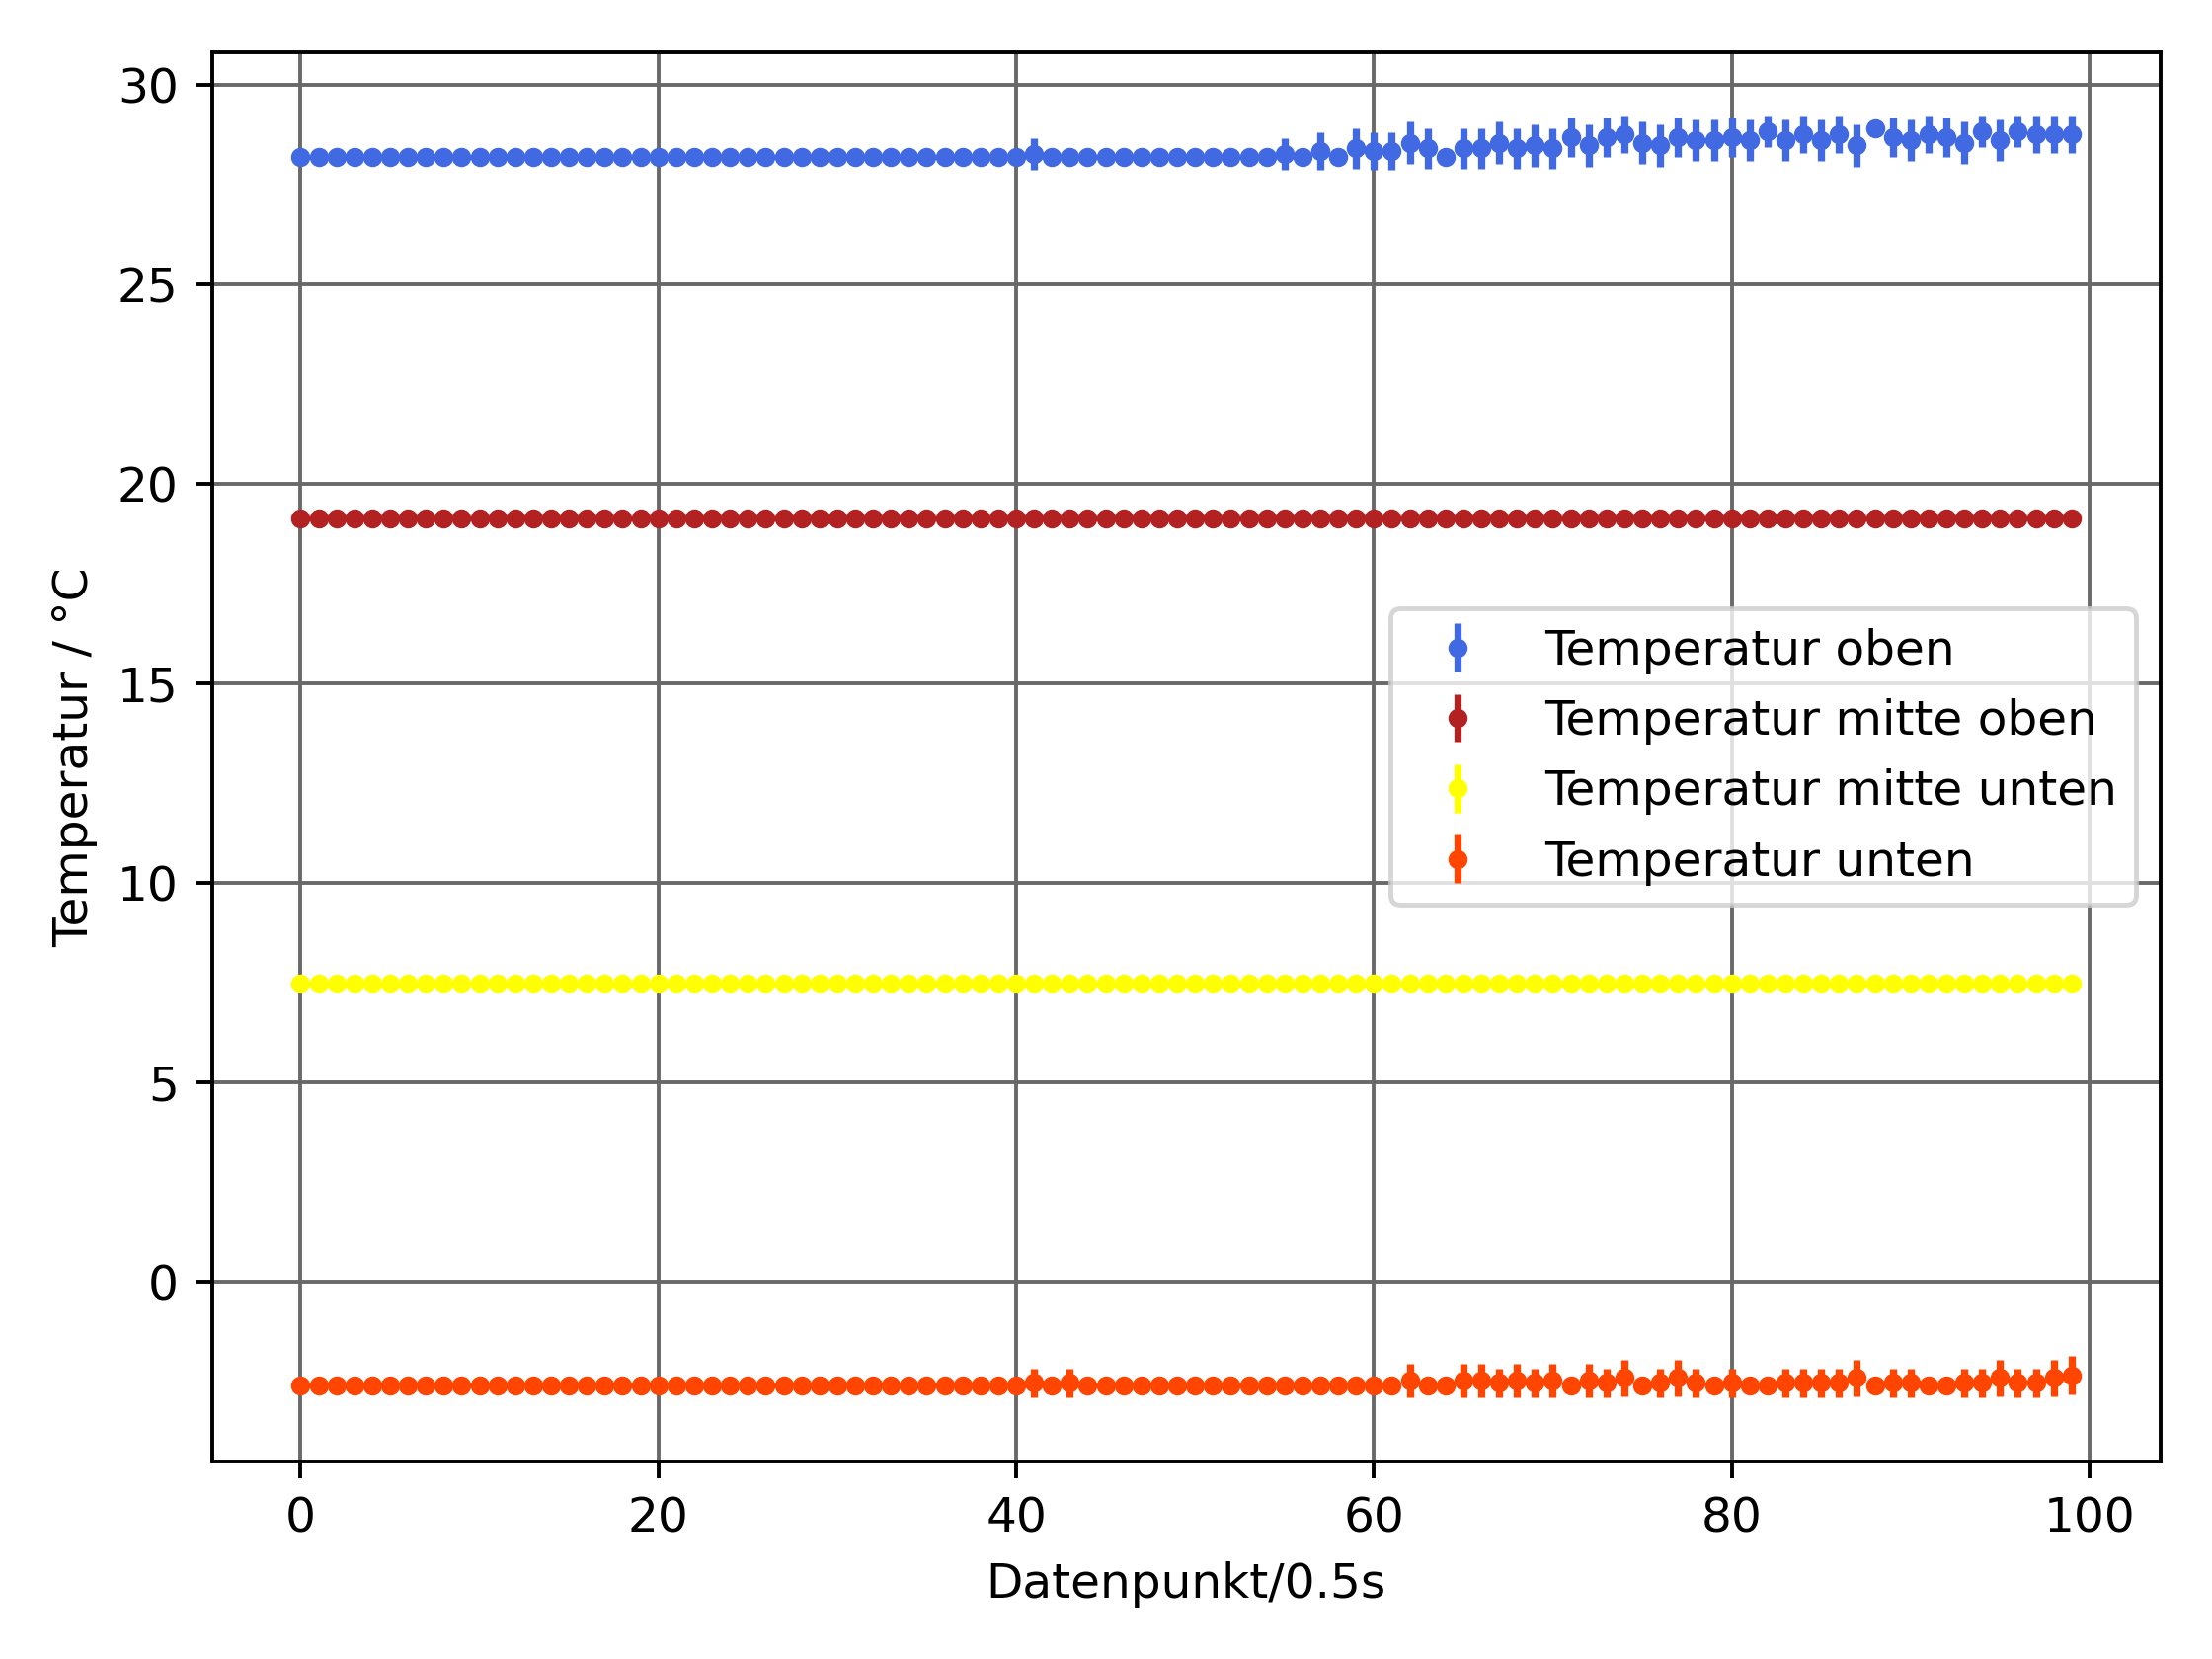 Temperatur / °C
30
25
20
15
10
5
0
Temperatur oben
Temperatur mitte oben
Temperatur mitte unten
Temperatur unten
0 20 40 60 80 100
Datenpunkt/0.5s